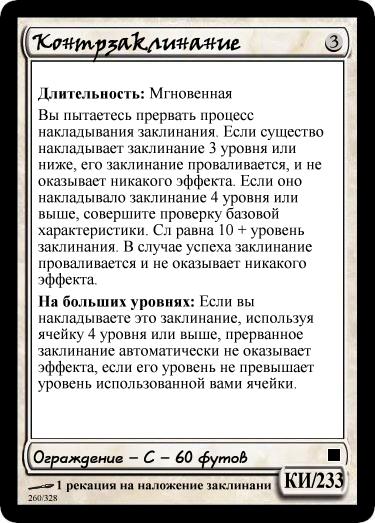 Контрзаклинание 3
Длительность: Мгновенная
Вы пытаетесь прервать процесс
накладывания заклинания. Если существо
накладывает заклинание 3 уровня или
ниже, его заклинание проваливается, и не
оказывает никакого эффекта. Если оно
накладывало заклинание 4 уровня или
выше, совершите проверку базовой
характеристики. Сл равна 10 + уровень
заклинания. В случае успеха заклинание
проваливается и не оказывает никакого
эффекта.
На больших уровнях: Если вы
накладываете это заклинание, используя
ячейку 4 уровня или выше, прерванное
заклинание автоматически не оказывает
эффекта, если его уровень не превышает
уровень использованной вами ячейки.
Ограждение – С – 60 футов
1 рекация на наложение заклинани
КИ/233
260/328